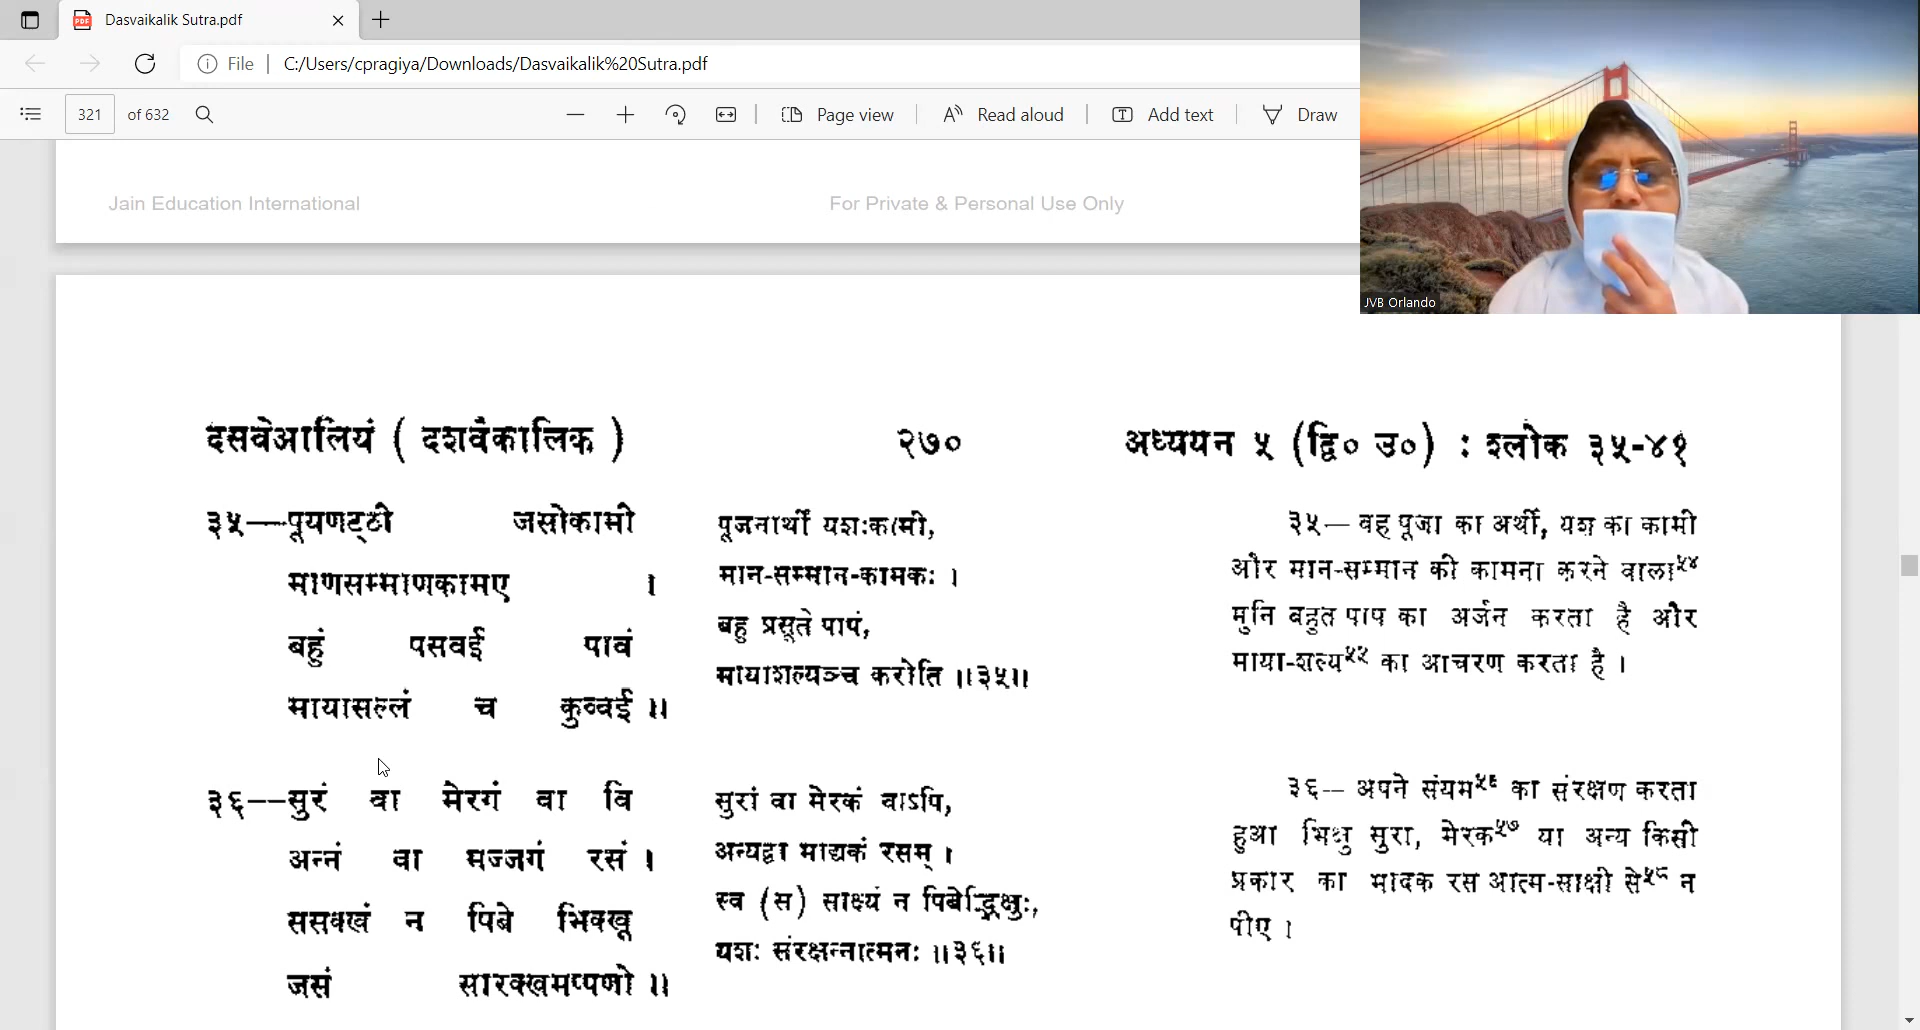 Dasvaikalik Sutra.pdf
File C:/Users/cpragiya/Downloads/Dasvaikalik%20Sutra.pdf
321 of 632 Page view Read aloud Add text Draw
Jain Education International For Private & Personal Use Only
JVB Orlando
दसवेआलियं ( दशवैकालिक ) २७० अध्ययन ५ (द्वि० उ०) : श्लोक ३५-४१
३५—पूयणट्ठी जसोकामी
माणसम्माणकामए ।
बहुं पसवई पावं
मायासल्लं च कुव्वई ॥
३६—सुरं वा मेरगं वा वि
अन्नं वा मज्जगं रसं ।
ससक्खं न पिबे भिक्खू
जसं सारक्खमप्पणो ॥
पूजनार्थी यशःकामी,
मान-सम्मान-कामकः ।
बहु प्रसूते पापं,
मायाशल्यञ्च करोति ॥३५॥
सुरां वा मेरकं वाऽपि,
अन्यद्वा माद्यकं रसम् ।
स्व (स) साक्ष्यं न पिबेद्भिक्षुः,
यशः संरक्षन्नात्मनः ॥३६॥
३५— वह पूजा का अर्थी, यश का कामी
और मान-सम्मान की कामना करने वाला५४
मुनि बहुत पाप का अर्जन करता है और
माया-शल्य५५ का आचरण करता है ।
३६— अपने संयम५६ का संरक्षण करता
हुआ भिक्षु सुरा, मेरक५७ या अन्य किसी
प्रकार का मादक रस आत्म-साक्षी से५८ न
पीए ।